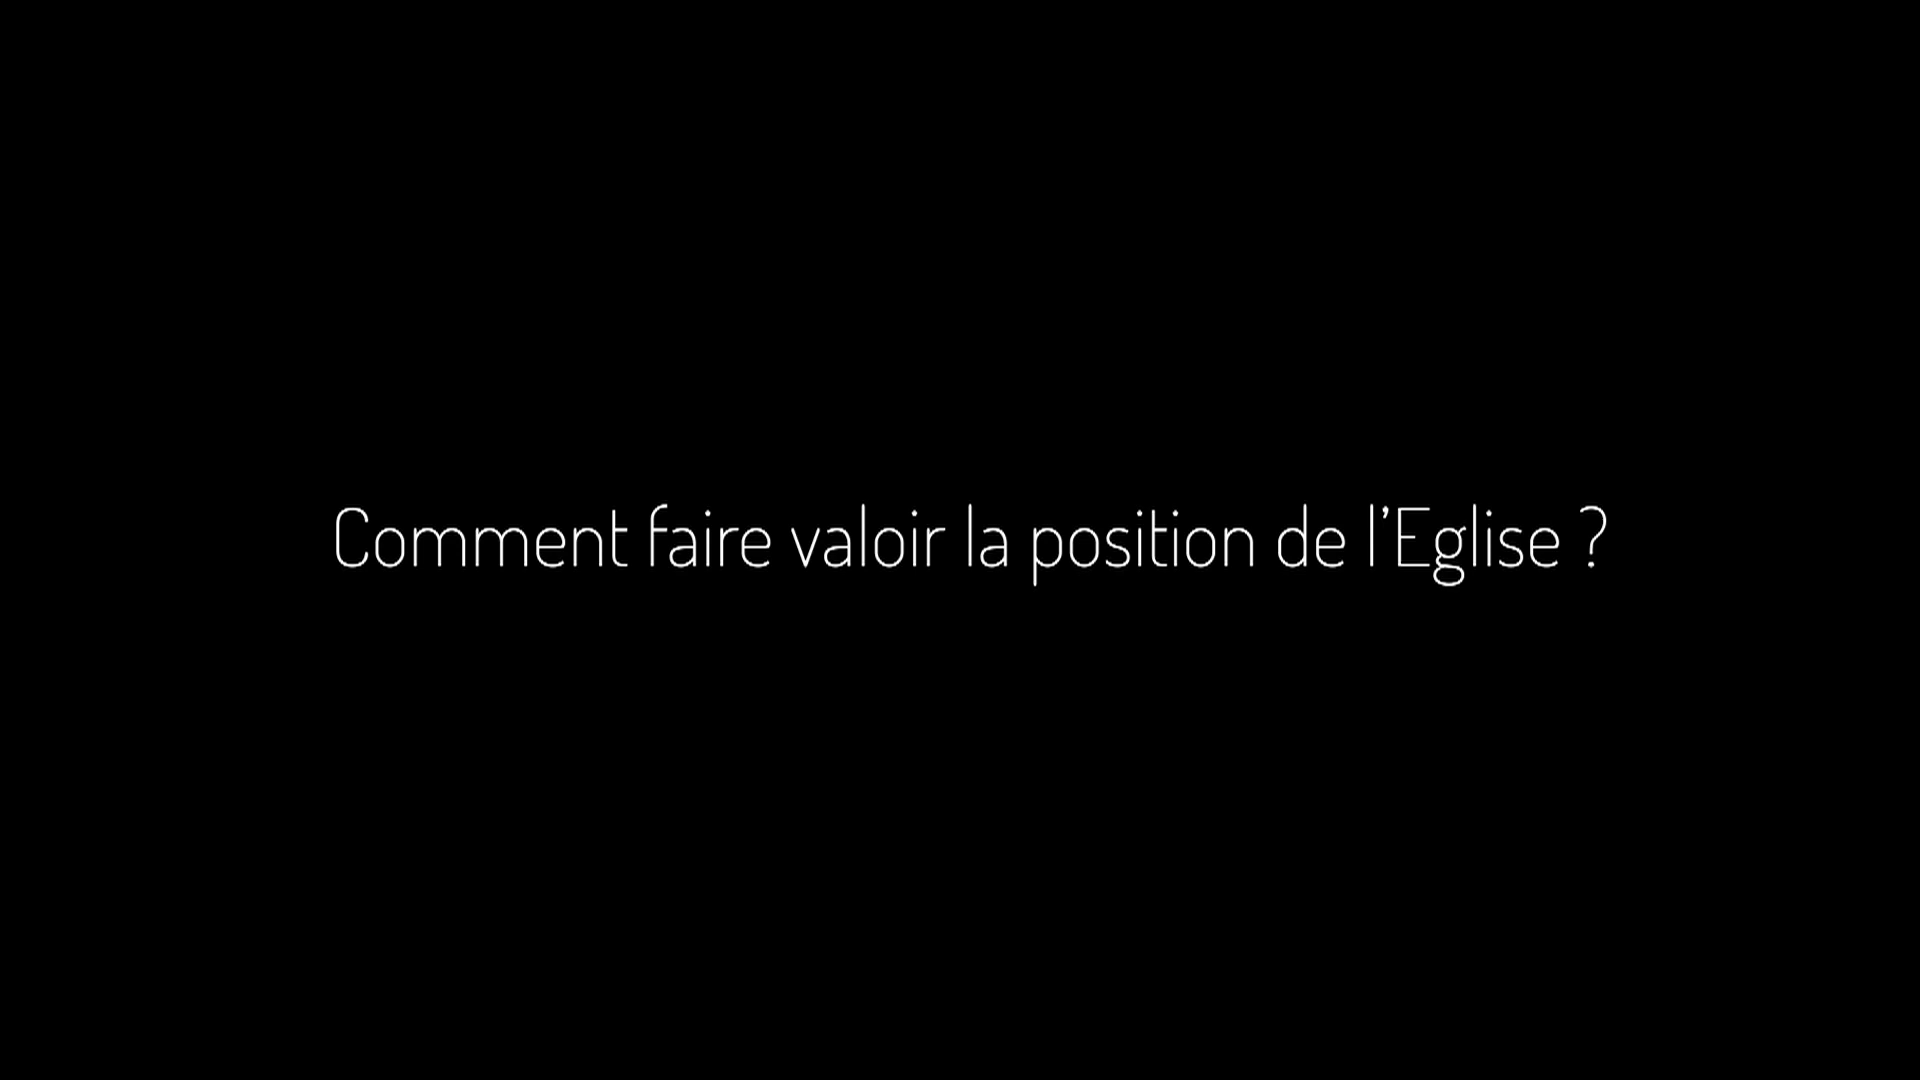 Comment faire valoir la position de l'Eglise ?